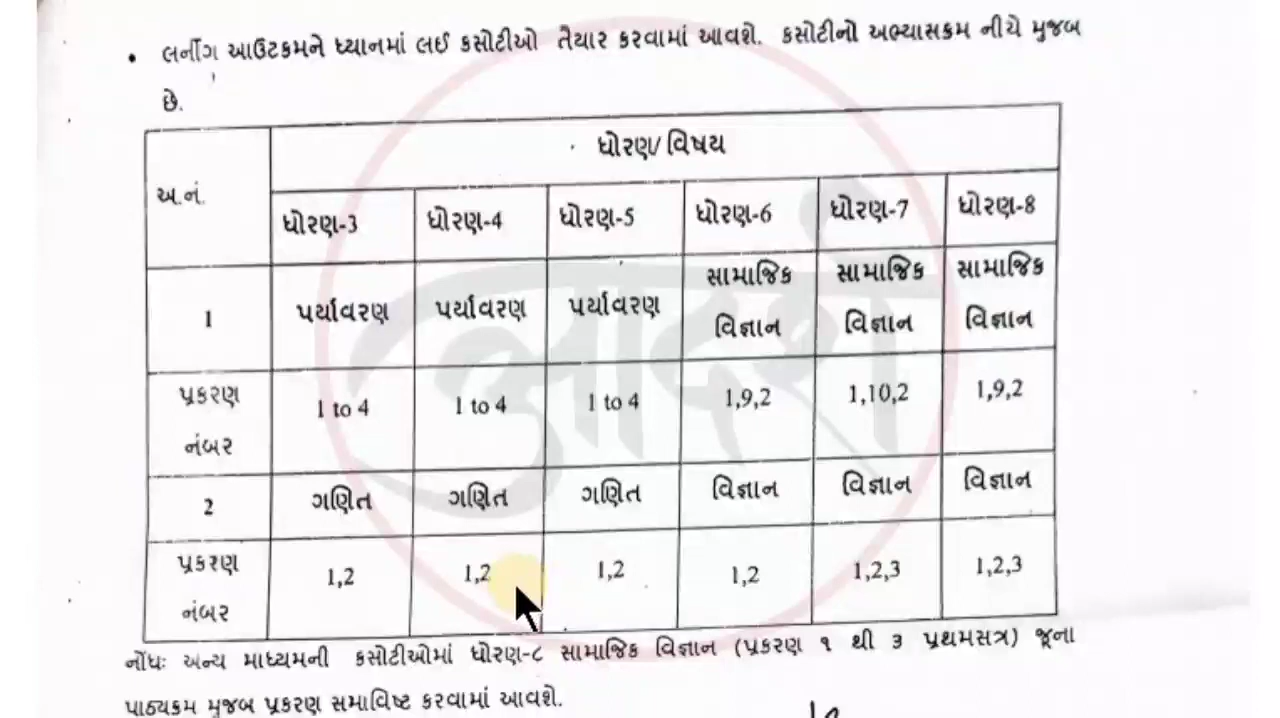 • લર્નીંગ આઉટકમને ધ્યાનમાં લઈ કસોટીઓ તૈયાર કરવામાં આવશે. કસોટીનો અભ્યાસક્રમ નીચે મુજબ
છે.
અ.નં. ધોરણ/ વિષય
ધોરણ-3 ધોરણ-4 ધોરણ-5 ધોરણ-6 ધોરણ-7 ધોરણ-8
1 પર્યાવરણ પર્યાવરણ પર્યાવરણ સામાજિક વિજ્ઞાન સામાજિક વિજ્ઞાન સામાજિક વિજ્ઞાન
પ્રકરણ નંબર 1 to 4 1 to 4 1 to 4 1,9,2 1,10,2 1,9,2
2 ગણિત ગણિત ગણિત વિજ્ઞાન વિજ્ઞાન વિજ્ઞાન
પ્રકરણ નંબર 1,2 1,2 1,2 1,2 1,2,3 1,2,3
નોંધઃ અન્ય માધ્યમની કસોટીઓમાં ધોરણ-૮ સામાજિક વિજ્ઞાન (પ્રકરણ ૧ થી ૩ પ્રથમસત્ર) જૂના
પાઠ્યક્રમ મુજબ પ્રકરણ સમાવિષ્ટ કરવામાં આવશે.